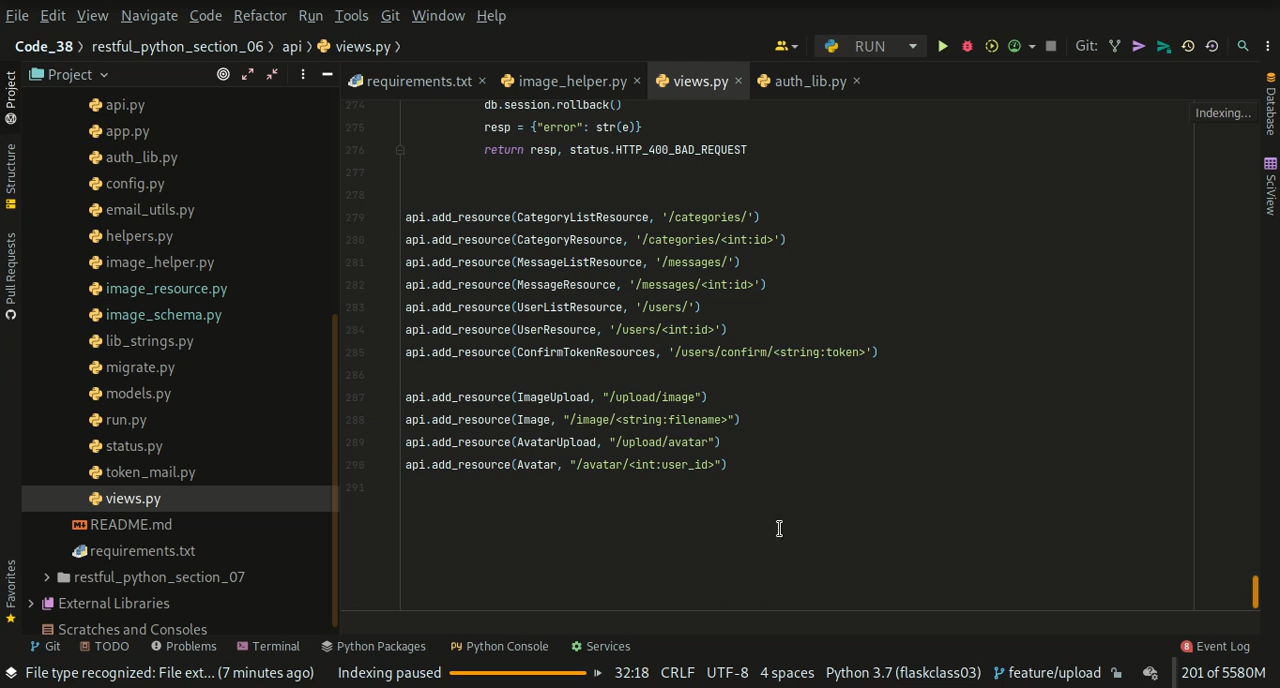 File Edit View Navigate Code Refactor Run Tools Git Window Help
Code_38 restful_python_section_06 api views.py RUN Git:
Project
requirements.txt image_helper.py views.py auth_lib.py
Project
Structure
Pull Requests
Favorites
api.py
app.py
auth_lib.py
config.py
email_utils.py
helpers.py
image_helper.py
image_resource.py
image_schema.py
lib_strings.py
migrate.py
models.py
run.py
status.py
token_mail.py
views.py
README.md
requirements.txt
restful_python_section_07
External Libraries
Scratches and Consoles
274 db.session.rollback()
275 resp = {"error": str(e)}
276 return resp, status.HTTP_400_BAD_REQUEST
277
278
279 api.add_resource(CategoryListResource, '/categories/')
280 api.add_resource(CategoryResource, '/categories/<int:id>')
281 api.add_resource(MessageListResource, '/messages/')
282 api.add_resource(MessageResource, '/messages/<int:id>')
283 api.add_resource(UserListResource, '/users/')
284 api.add_resource(UserResource, '/users/<int:id>')
285 api.add_resource(ConfirmTokenResources, '/users/confirm/<string:token>')
286
287 api.add_resource(ImageUpload, "/upload/image")
288 api.add_resource(Image, "/image/<string:filename>")
289 api.add_resource(AvatarUpload, "/upload/avatar")
290 api.add_resource(Avatar, "/avatar/<int:user_id>")
291
Indexing...
Database
SciView
Git TODO Problems Terminal Python Packages Python Console Services 8 Event Log
File type recognized: File ext... (7 minutes ago) Indexing paused 32:18 CRLF UTF-8 4 spaces Python 3.7 (flaskclass03) feature/upload 201 of 5580M